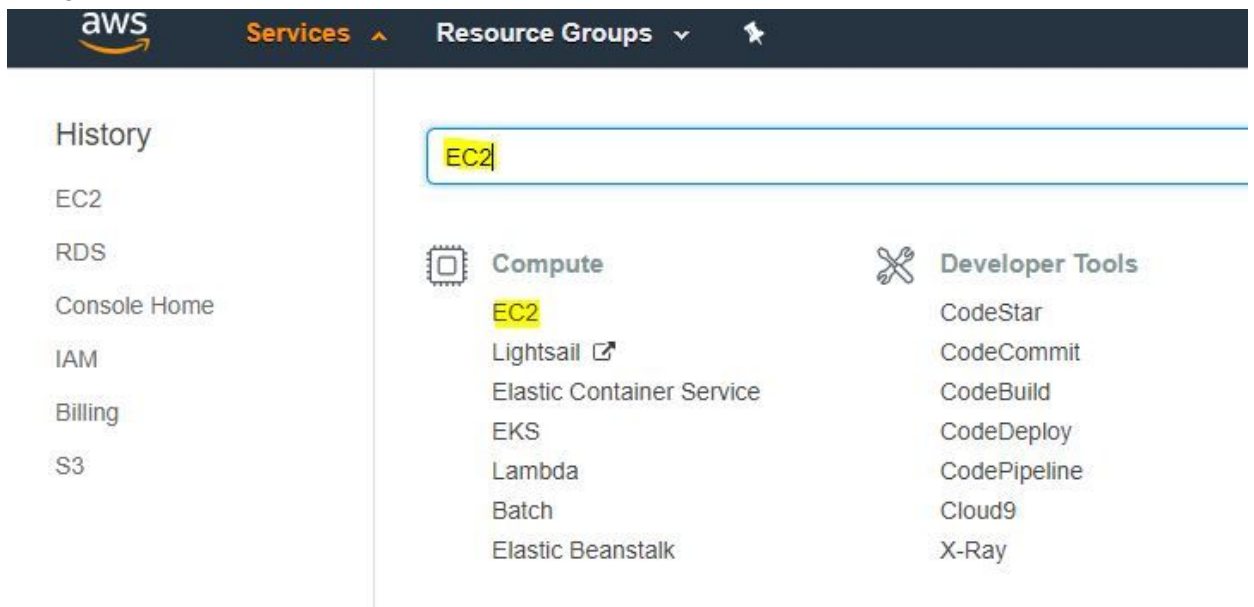 aws Services Resource Groups
History
EC2
RDS
Console Home
IAM
Billing
S3
EC2
Compute
EC2
Lightsail
Elastic Container Service
EKS
Lambda
Batch
Elastic Beanstalk
Developer Tools
CodeStar
CodeCommit
CodeBuild
CodeDeploy
CodePipeline
Cloud9
X-Ray